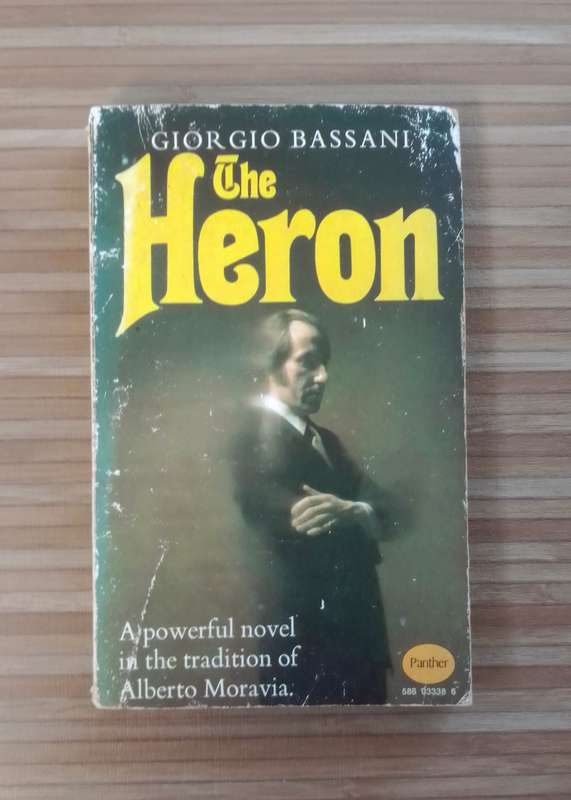 GIORGIO BASSANI
The
Heron
A powerful novel
in the tradition of
Alberto Moravia.
Panther
586 03338 6